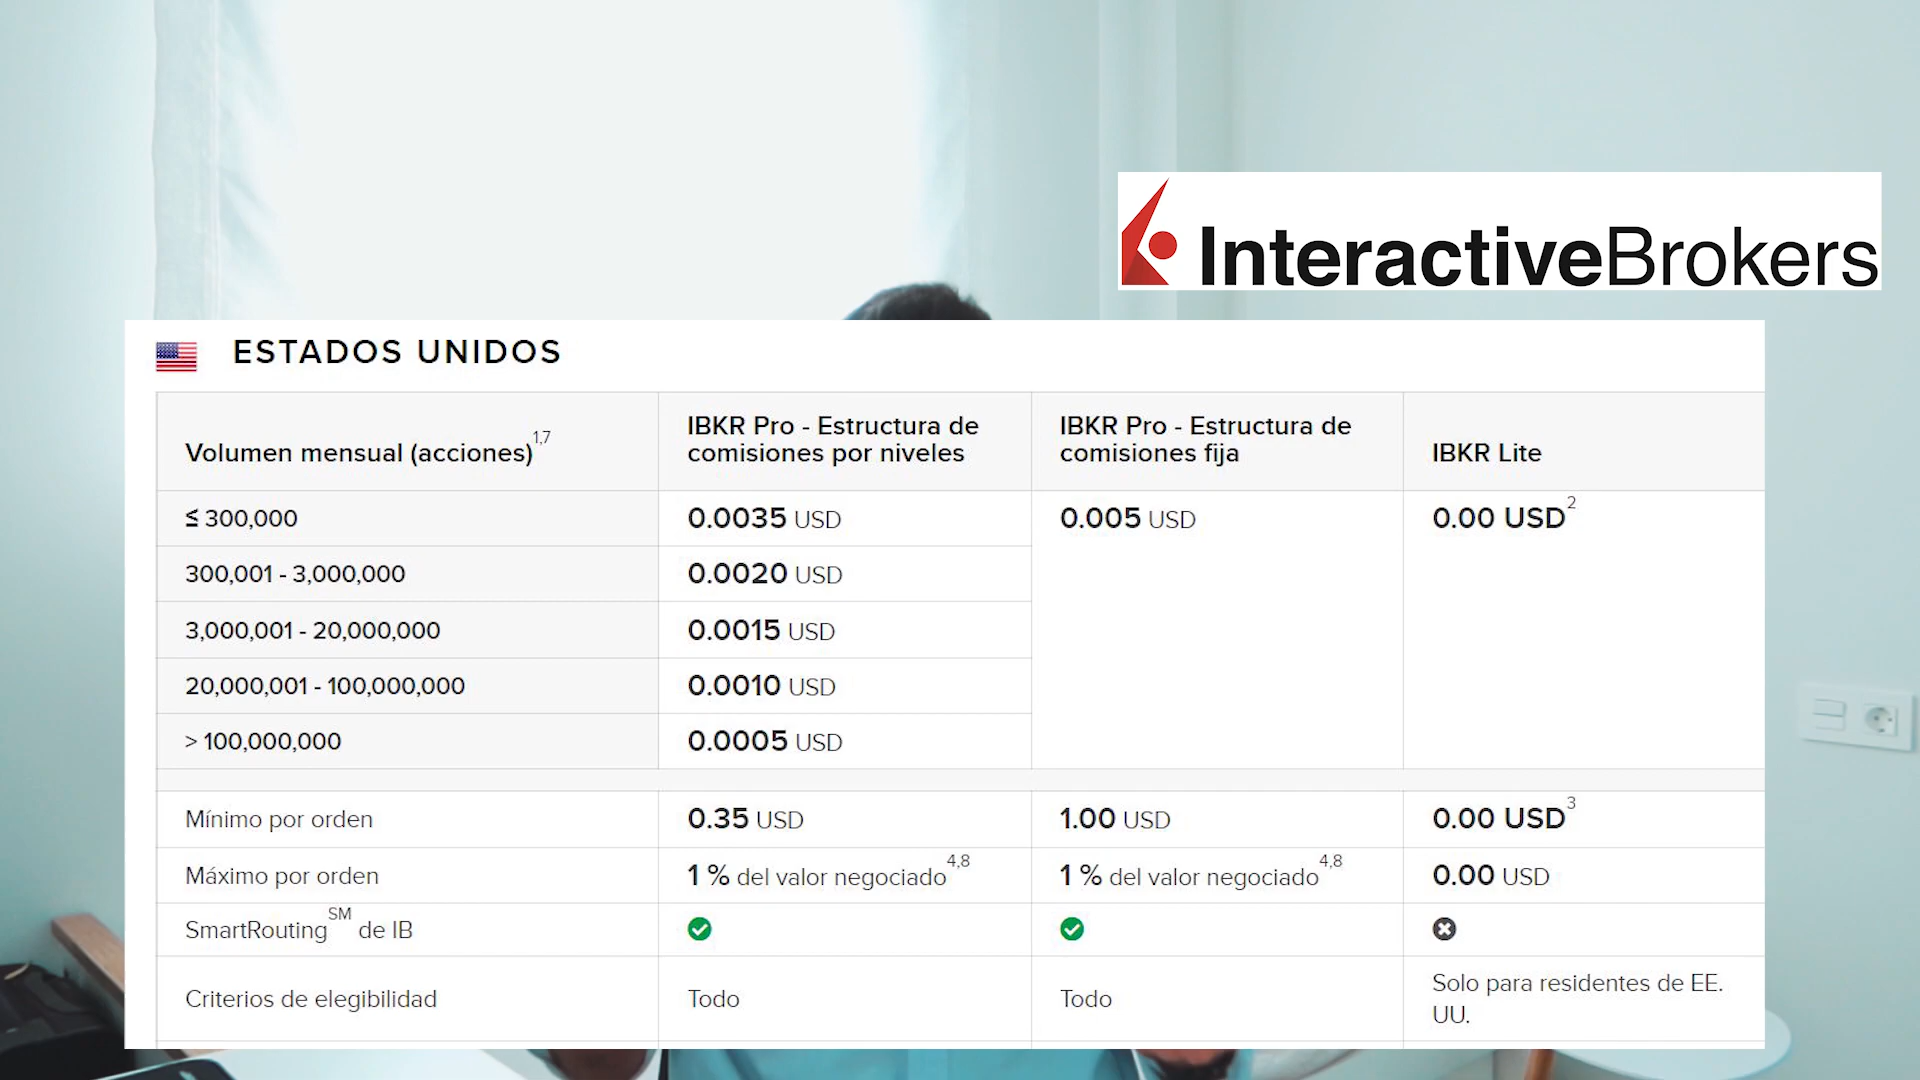 InteractiveBrokers
ESTADOS UNIDOS
Volumen mensual (acciones)1,7
IBKR Pro - Estructura de
comisiones por niveles
IBKR Pro - Estructura de
comisiones fija
IBKR Lite
≤ 300,000
0.0035 USD
0.005 USD
0.00 USD2
300,001 - 3,000,000
0.0020 USD
3,000,001 - 20,000,000
0.0015 USD
20,000,001 - 100,000,000
0.0010 USD
> 100,000,000
0.0005 USD
Mínimo por orden
0.35 USD
1.00 USD
0.00 USD3
Máximo por orden
1 % del valor negociado4,8
1 % del valor negociado4,8
0.00 USD
SmartRoutingSM de IB
Criterios de elegibilidad
Todo
Todo
Solo para residentes de EE.
UU.